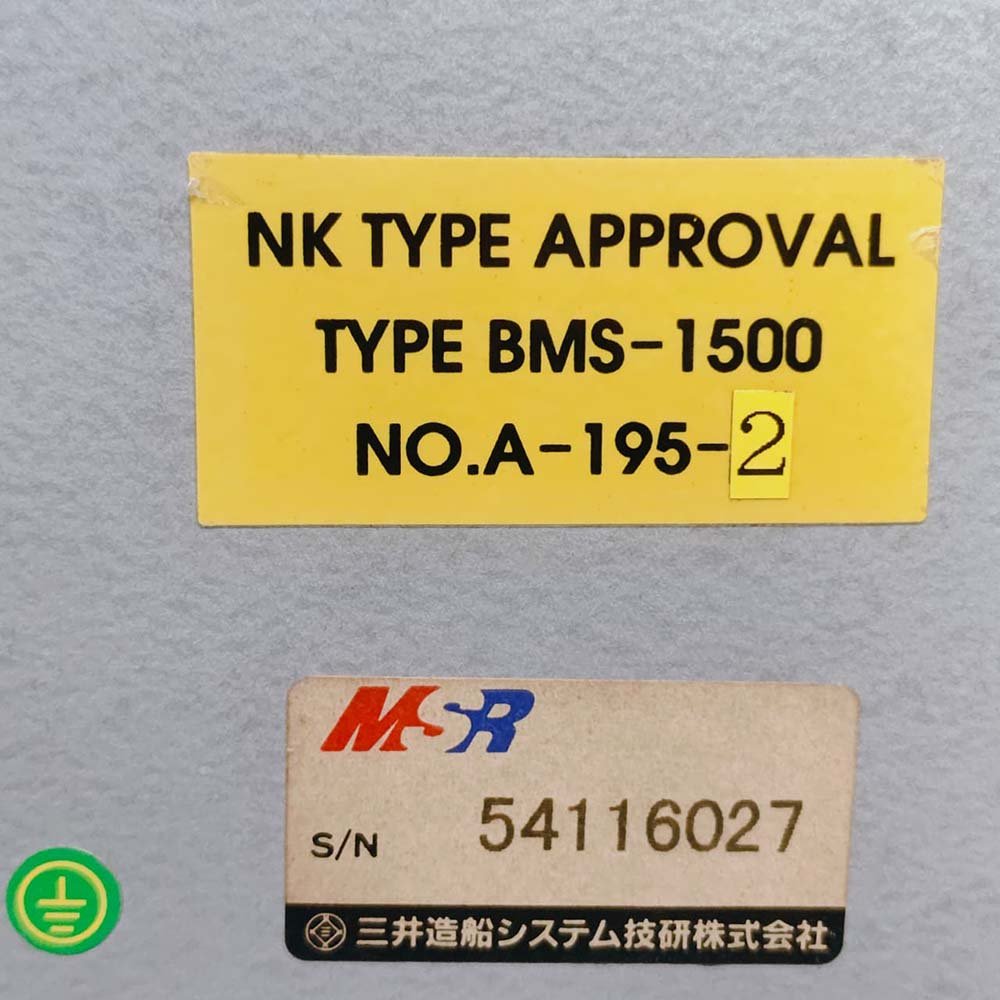 NK TYPE APPROVAL
TYPE BMS-1500
NO.A-195-2
MSR
S/N 54116027
三井造船システム技研株式会社